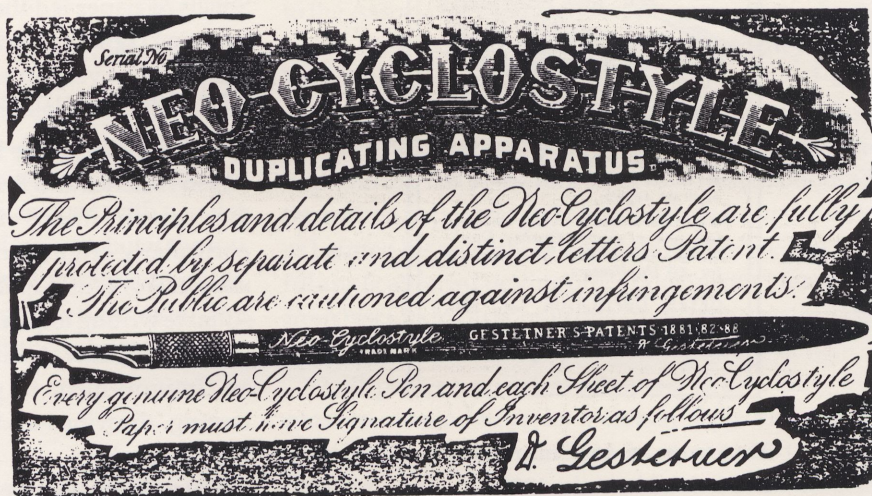 Serial No
NEO-CYCLOSTYLE
DUPLICATING APPARATUS.
The Principles and details of the Neo-Cyclostyle are fully
protected by separate and distinct letters Patent.
The Public are cautioned against infringements.
Neo-Cyclostyle
TRADE MARK
GESTETNER'S PATENTS 1881·82·88
D. Gestetner
Every genuine Neo-Cyclostyle Pen and each Sheet of Neo-Cyclostyle
Paper must have Signature of Inventor as follows
D. Gestetner